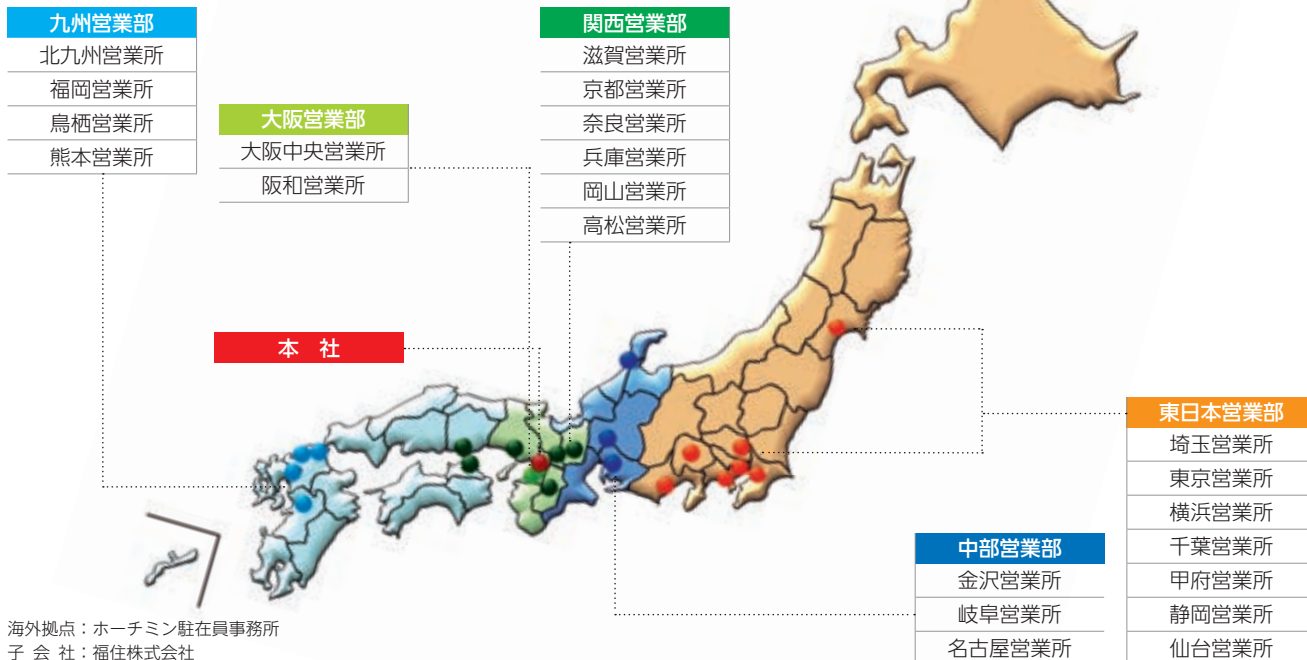 九州営業部
北九州営業所
福岡営業所
鳥栖営業所
熊本営業所
大阪営業部
大阪中央営業所
阪和営業所
関西営業部
滋賀営業所
京都営業所
奈良営業所
兵庫営業所
岡山営業所
高松営業所
本 社
東日本営業部
埼玉営業所
東京営業所
横浜営業所
千葉営業所
甲府営業所
静岡営業所
仙台営業所
中部営業部
金沢営業所
岐阜営業所
名古屋営業所
海外拠点：ホーチミン駐在員事務所
子 会 社：福住株式会社